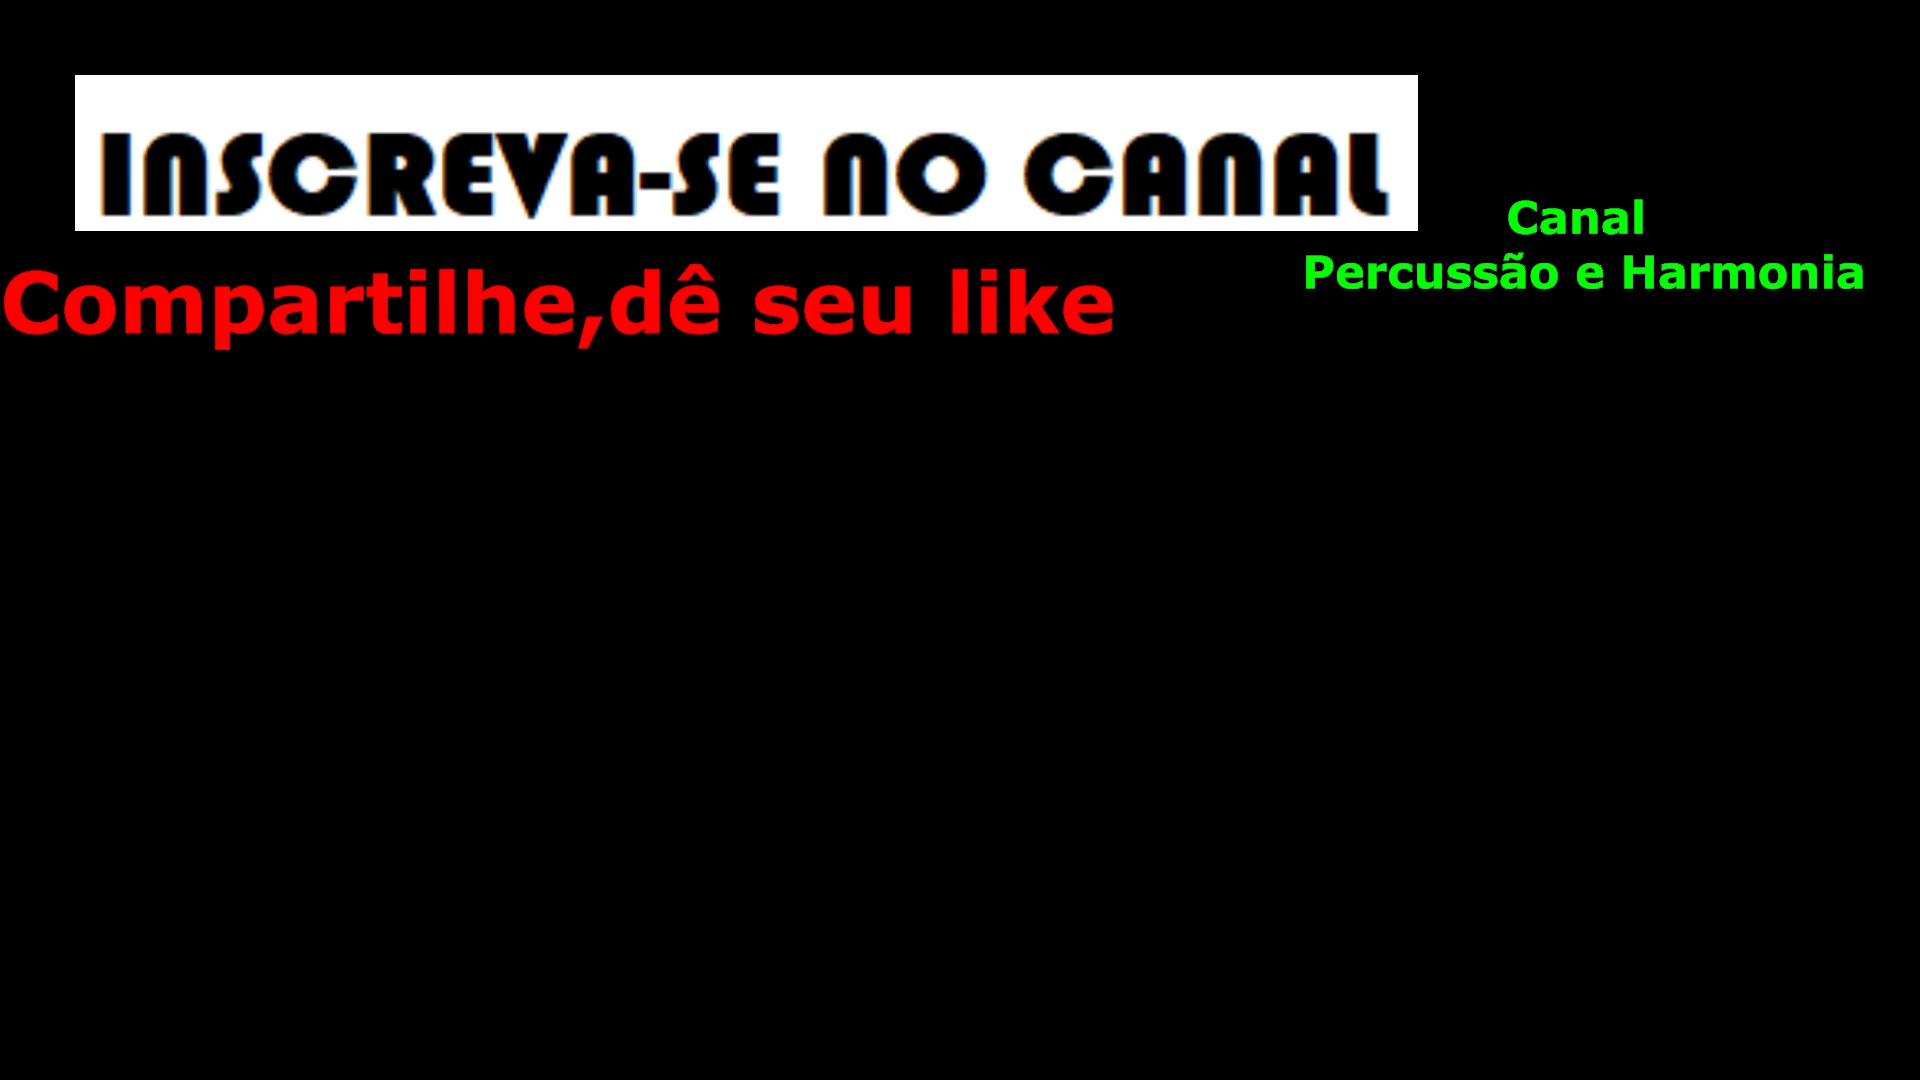 INSCREVA-SE NO CANAL
Canal
Percussão e Harmonia
Compartilhe,dê seu like